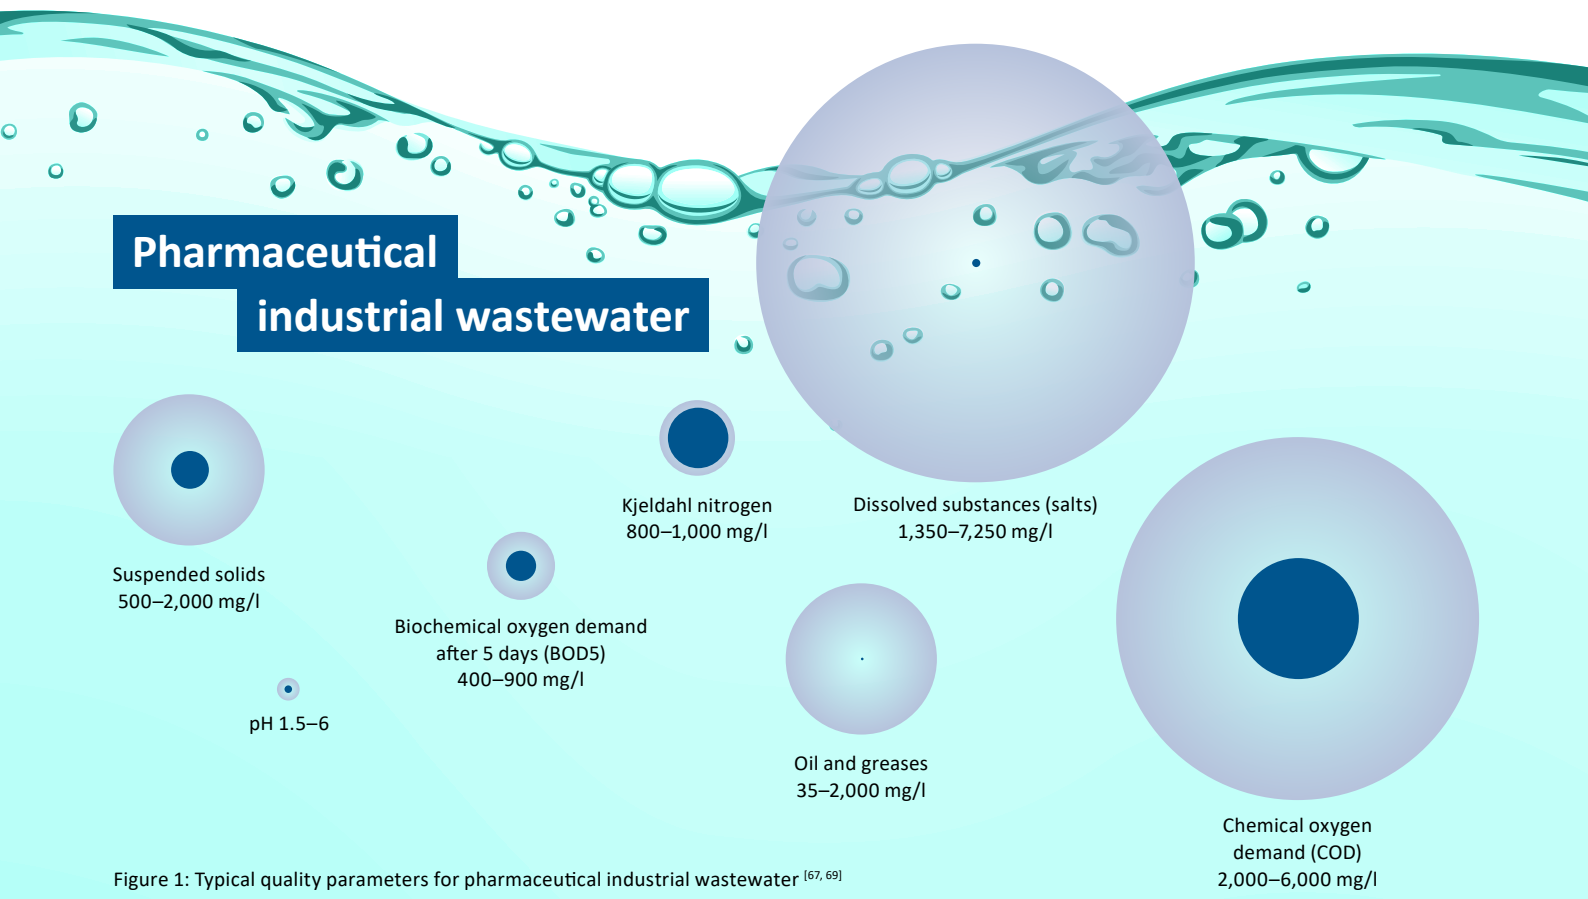 Pharmaceutical
industrial wastewater
Kjeldahl nitrogen
800–1,000 mg/l
Dissolved substances (salts)
1,350–7,250 mg/l
Suspended solids
500–2,000 mg/l
Biochemical oxygen demand
after 5 days (BOD5)
400–900 mg/l
pH 1.5–6
Oil and greases
35–2,000 mg/l
Chemical oxygen
demand (COD)
2,000–6,000 mg/l
Figure 1: Typical quality parameters for pharmaceutical industrial wastewater [67, 69]